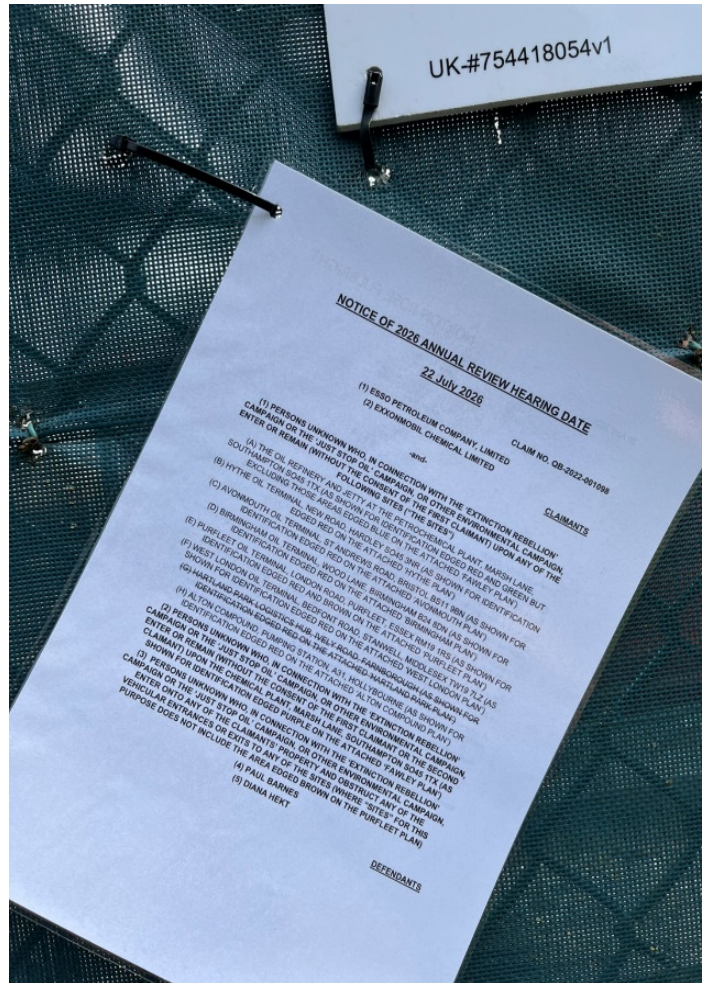 UK-#754418054v1
NOTICE OF 2026 ANNUAL REVIEW HEARING DATE
22 July 2026
CLAIM NO. QB-2022-001098
(1) ESSO PETROLEUM COMPANY, LIMITED
(2) EXXONMOBIL CHEMICAL LIMITED
CLAIMANTS
-and-
(1) PERSONS UNKNOWN WHO, IN CONNECTION WITH THE 'EXTINCTION REBELLION'
CAMPAIGN OR THE 'JUST STOP OIL' CAMPAIGN, OR OTHER ENVIRONMENTAL CAMPAIGN,
ENTER OR REMAIN (WITHOUT THE CONSENT OF THE FIRST CLAIMANT) UPON ANY OF THE
FOLLOWING SITES ("THE SITES")
(A) THE OIL REFINERY AND JETTY AT THE PETROCHEMICAL PLANT, MARSH LANE,
SOUTHAMPTON SO45 1TX (AS SHOWN FOR IDENTIFICATION EDGED RED AND GREEN BUT
EXCLUDING THOSE AREAS EDGED BLUE ON THE ATTACHED 'FAWLEY PLAN')
(B) HYTHE OIL TERMINAL, NEW ROAD, HARDLEY SO45 3NR (AS SHOWN FOR IDENTIFICATION
EDGED RED ON THE ATTACHED 'HYTHE PLAN')
(C) AVONMOUTH OIL TERMINAL, ST ANDREWS ROAD, BRISTOL BS11 9BN (AS SHOWN FOR
IDENTIFICATION EDGED RED ON THE ATTACHED 'AVONMOUTH PLAN')
(D) BIRMINGHAM OIL TERMINAL, WOOD LANE, BIRMINGHAM B24 8DN (AS SHOWN FOR
IDENTIFICATION EDGED RED ON THE ATTACHED BIRMINGHAM PLAN')
(E) PURFLEET OIL TERMINAL, LONDON ROAD, PURFLEET, ESSEX RM19 1RS (AS SHOWN FOR
IDENTIFICATION EDGED RED AND BROWN ON THE ATTACHED 'PURFLEET PLAN')
(F) WEST LONDON OIL TERMINAL, BEDFONT ROAD, STANWELL, MIDDLESEX TW19 7LZ (AS
SHOWN FOR IDENTIFICATION EDGED RED ON THE ATTACHED 'WEST LONDON PLAN')
(G) HARTLAND PARK LOGISTICS HUB, IVELY ROAD, FARNBOROUGH (AS SHOWN FOR
IDENTIFICATION EDGED RED ON THE ATTACHED 'HARTLAND PARK PLAN')
(H) ALTON COMPOUND, PUMPING STATION, A31, HOLLYBOURNE (AS SHOWN FOR
IDENTIFICATION EDGED RED ON THE ATTACHED 'ALTON COMPOUND PLAN')
(2) PERSONS UNKNOWN WHO, IN CONNECTION WITH THE 'EXTINCTION REBELLION'
CAMPAIGN OR THE 'JUST STOP OIL' CAMPAIGN, OR OTHER ENVIRONMENTAL CAMPAIGN,
ENTER OR REMAIN (WITHOUT THE CONSENT OF THE FIRST CLAIMANT OR THE SECOND
CLAIMANT) UPON THE CHEMICAL PLANT, MARSH LANE, SOUTHAMPTON SO45 1TX (AS
SHOWN FOR IDENTIFICATION EDGED PURPLE ON THE ATTACHED 'FAWLEY PLAN')
(3) PERSONS UNKNOWN WHO, IN CONNECTION WITH THE 'EXTINCTION REBELLION'
CAMPAIGN OR THE 'JUST STOP OIL' CAMPAIGN, OR OTHER ENVIRONMENTAL CAMPAIGN,
ENTER ONTO ANY OF THE CLAIMANTS' PROPERTY AND OBSTRUCT ANY OF THE
VEHICULAR ENTRANCES OR EXITS TO ANY OF THE SITES (WHERE "SITES" FOR THIS
PURPOSE DOES NOT INCLUDE THE AREA EDGED BROWN ON THE PURFLEET PLAN)
(4) PAUL BARNES
(5) DIANA HEKT
DEFENDANTS